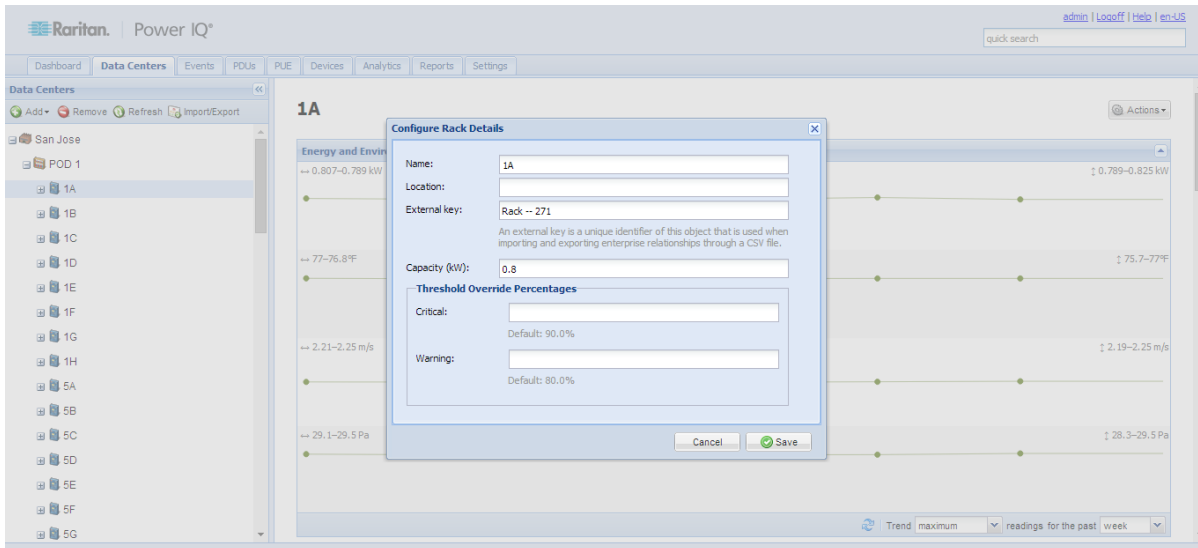 Raritan. Power IQ®
admin | Logoff | Help | en-US
quick search
Dashboard Data Centers Events PDUs PUE Devices Analytics Reports Settings
Data Centers
Add Remove Refresh Import/Export
San Jose
POD 1
1A
1B
1C
1D
1E
1F
1G
1H
5A
5B
5C
5D
5E
5F
5G
1A
Actions
Energy and Envir
0.807–0.789 kW
0.789–0.825 kW
77–76.8°F
75.7–77°F
2.21–2.25 m/s
2.19–2.25 m/s
29.1–29.5 Pa
28.3–29.5 Pa
Configure Rack Details
Name: 1A
Location:
External key: Rack -- 271
An external key is a unique identifier of this object that is used when
importing and exporting enterprise relationships through a CSV file.
Capacity (kW): 0.8
Threshold Override Percentages
Critical:
Default: 90.0%
Warning:
Default: 80.0%
Cancel Save
Trend maximum readings for the past week